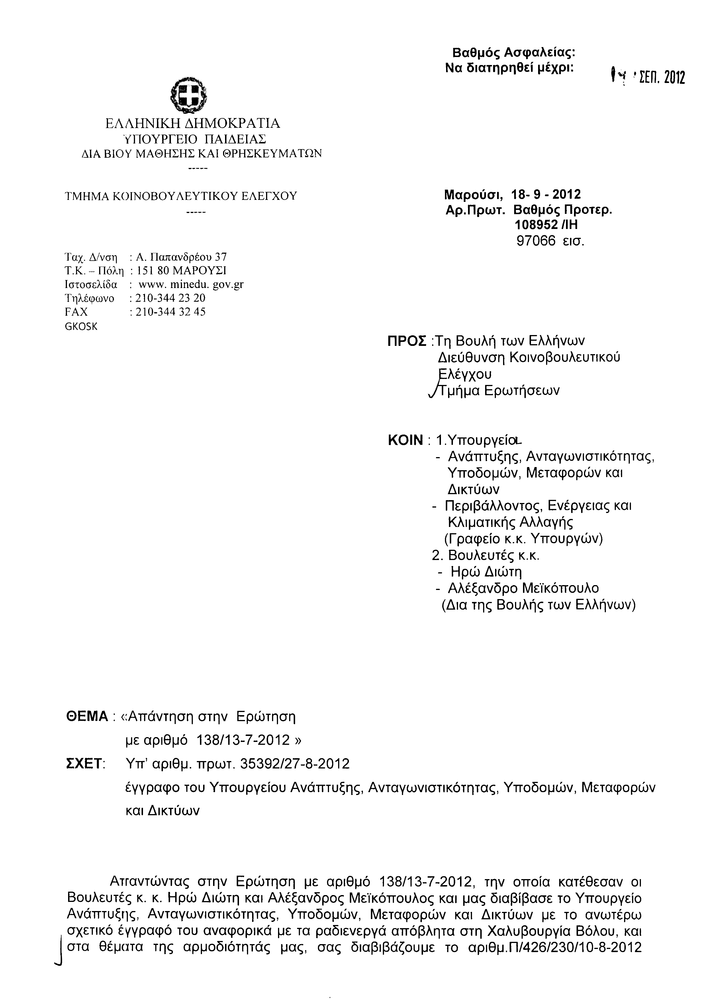 Βαθμός Ασφαλείας:
Να διατηρηθεί μέχρι:
ΣΕΠ. 2012
ΕΛΛΗΝΙΚΗ ΔΗΜΟΚΡΑΤΙΑ
ΥΠΟΥΡΓΕΙΟ ΠΑΙΔΕΙΑΣ
ΔΙΑ ΒΙΟΥ ΜΑΘΗΣΗΣ ΚΑΙ ΘΡΗΣΚΕΥΜΑΤΩΝ
-----
ΤΜΗΜΑ ΚΟΙΝΟΒΟΥΛΕΥΤΙΚΟΥ ΕΛΕΓΧΟΥ
-----
Μαρούσι, 18- 9 - 2012
Αρ.Πρωτ. Βαθμός Προτερ.
108952 /ΙΗ
97066 εισ.
Ταχ. Δ/νση : Α. Παπανδρέου 37
Τ.Κ. – Πόλη : 151 80 ΜΑΡΟΥΣΙ
Ιστοσελίδα : www. minedu. gov.gr
Τηλέφωνο : 210-344 23 20
FAX : 210-344 32 45
GKOSK
ΠΡΟΣ :Τη Βουλή των Ελλήνων
Διεύθυνση Κοινοβουλευτικού
Ελέγχου
Τμήμα Ερωτήσεων
ΚΟΙΝ : 1.Υπουργεία
- Ανάπτυξης, Ανταγωνιστικότητας,
Υποδομών, Μεταφορών και
Δικτύων
- Περιβάλλοντος, Ενέργειας και
Κλιματικής Αλλαγής
(Γραφείο κ.κ. Υπουργών)
2. Βουλευτές κ.κ.
- Ηρώ Διώτη
- Αλέξανδρο Μεϊκόπουλο
(Δια της Βουλής των Ελλήνων)
ΘΕΜΑ : «Απάντηση στην Ερώτηση
με αριθμό 138/13-7-2012 »
ΣΧΕΤ: Υπ' αριθμ. πρωτ. 35392/27-8-2012
έγγραφο του Υπουργείου Ανάπτυξης, Ανταγωνιστικότητας, Υποδομών, Μεταφορών
και Δικτύων
Απαντώντας στην Ερώτηση με αριθμό 138/13-7-2012, την οποία κατέθεσαν οι
Βουλευτές κ. κ. Ηρώ Διώτη και Αλέξανδρος Μεϊκόπουλος και μας διαβίβασε το Υπουργείο
Ανάπτυξης, Ανταγωνιστικότητας, Υποδομών, Μεταφορών και Δικτύων με το ανωτέρω
σχετικό έγγραφό του αναφορικά με τα ραδιενεργά απόβλητα στη Χαλυβουργία Βόλου, και
στα θέματα της αρμοδιότητάς μας, σας διαβιβάζουμε το αριθμ.Π/426/230/10-8-2012